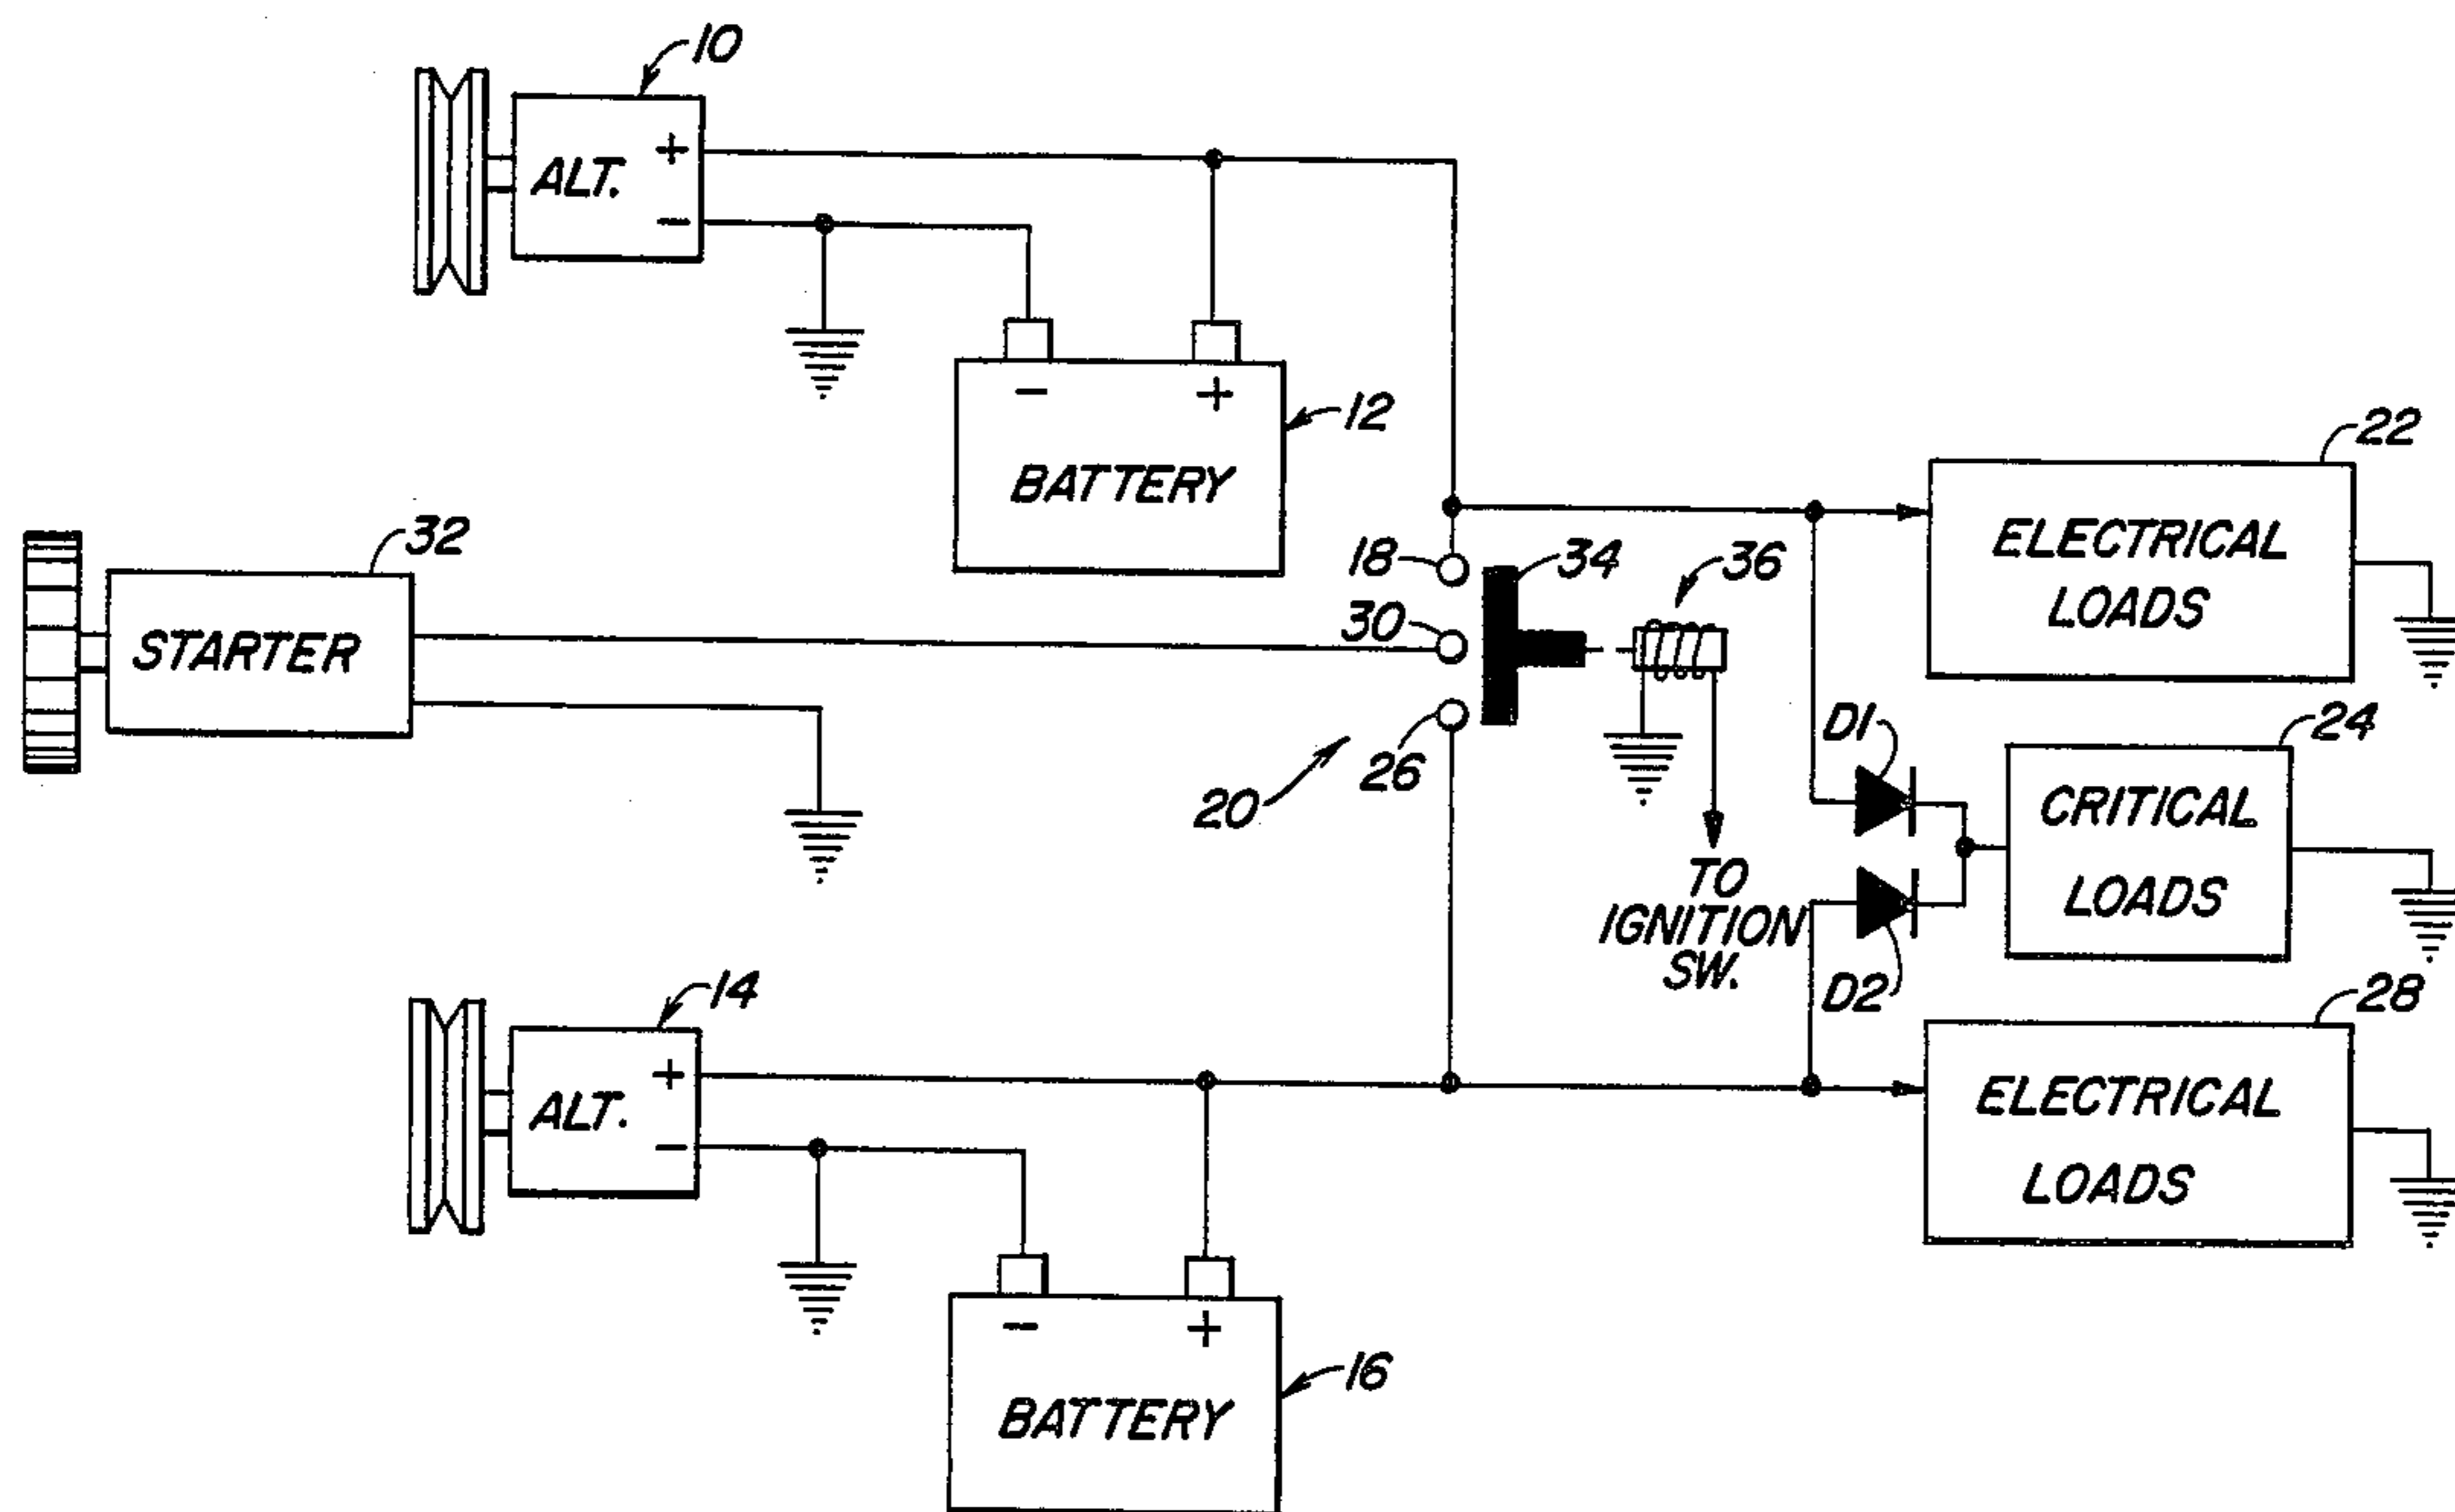 10
ALT. +
−
− +
12
BATTERY
22
ELECTRICAL
LOADS
32
STARTER
18
34
36
30
26
20
D1
24
CRITICAL
LOADS
TO
IGNITION
SW.
D2
14
ALT. +
−
28
ELECTRICAL
LOADS
− +
16
BATTERY